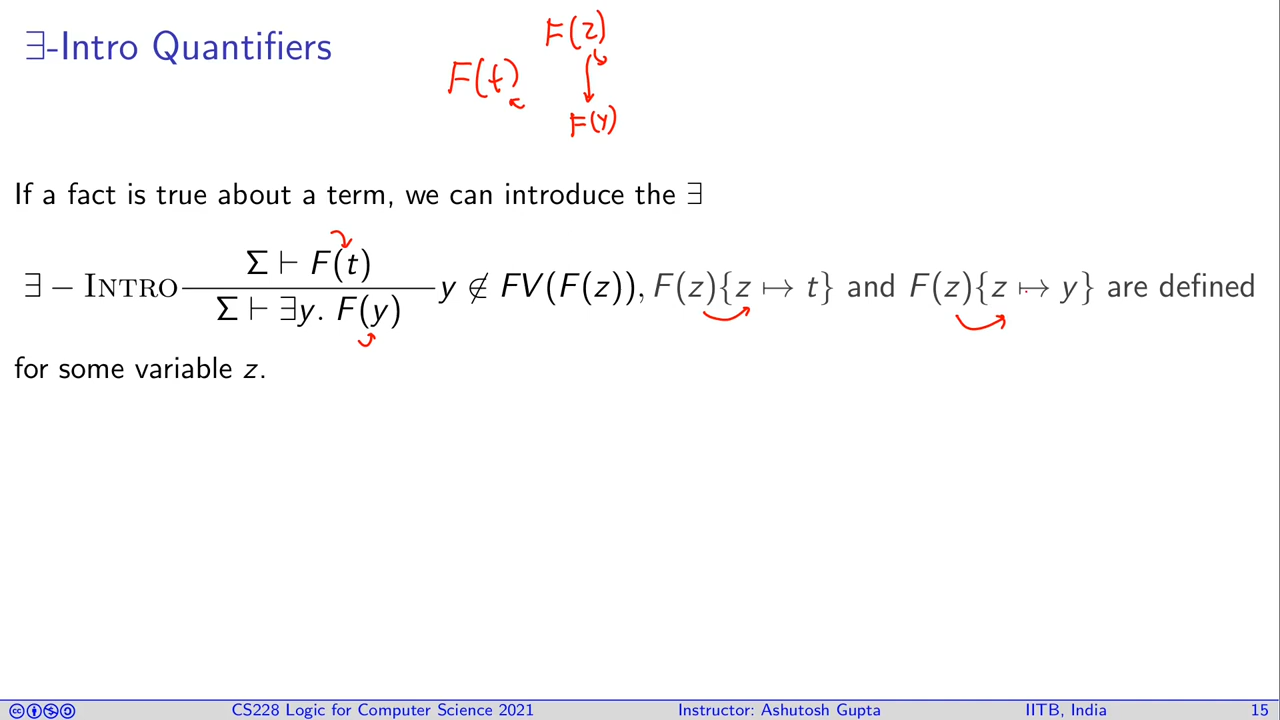 ∃-Intro Quantifiers
F(z)
F(t)
F(y)
If a fact is true about a term, we can introduce the ∃
Σ ⊢ F(t)
∃ − INTRO y ∉ FV(F(z)), F(z){z ↦ t} and F(z){z ↦ y} are defined
Σ ⊢ ∃y. F(y)
for some variable z.
CS228 Logic for Computer Science 2021 Instructor: Ashutosh Gupta IITB, India 15